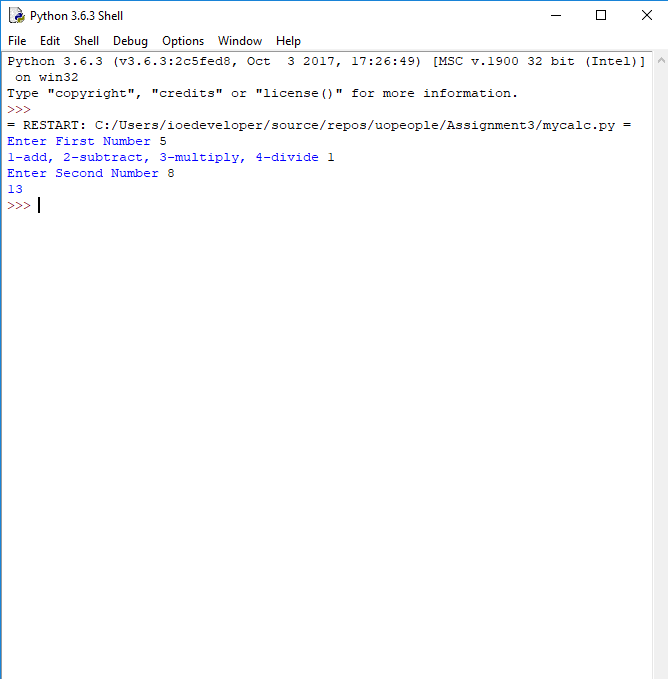 Python 3.6.3 Shell
File Edit Shell Debug Options Window Help
Python 3.6.3 (v3.6.3:2c5fed8, Oct  3 2017, 17:26:49) [MSC v.1900 32 bit (Intel)]
 on win32
Type "copyright", "credits" or "license()" for more information.
>>>
= RESTART: C:/Users/ioedeveloper/source/repos/uopeople/Assignment3/mycalc.py =
Enter First Number 5
1-add, 2-subtract, 3-multiply, 4-divide 1
Enter Second Number 8
13
>>>